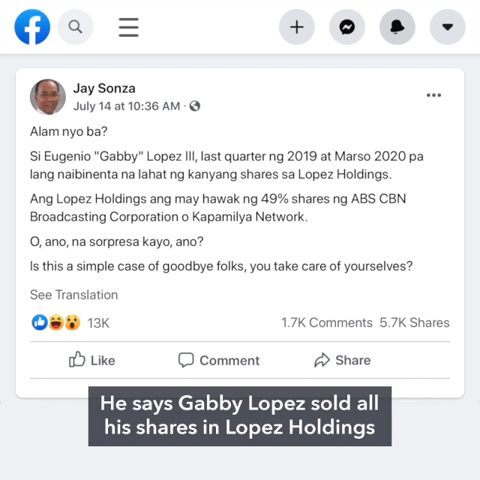 Jay Sonza
July 14 at 10:36 AM ·
Alam nyo ba?
Si Eugenio "Gabby" Lopez III, last quarter ng 2019 at Marso 2020 pa
lang naibinenta na lahat ng kanyang shares sa Lopez Holdings.
Ang Lopez Holdings ang may hawak ng 49% shares ng ABS CBN
Broadcasting Corporation o Kapamilya Network.
O, ano, na sorpresa kayo, ano?
Is this a simple case of goodbye folks, you take care of yourselves?
See Translation
13K 1.7K Comments 5.7K Shares
Like Comment Share
He says Gabby Lopez sold all
his shares in Lopez Holdings